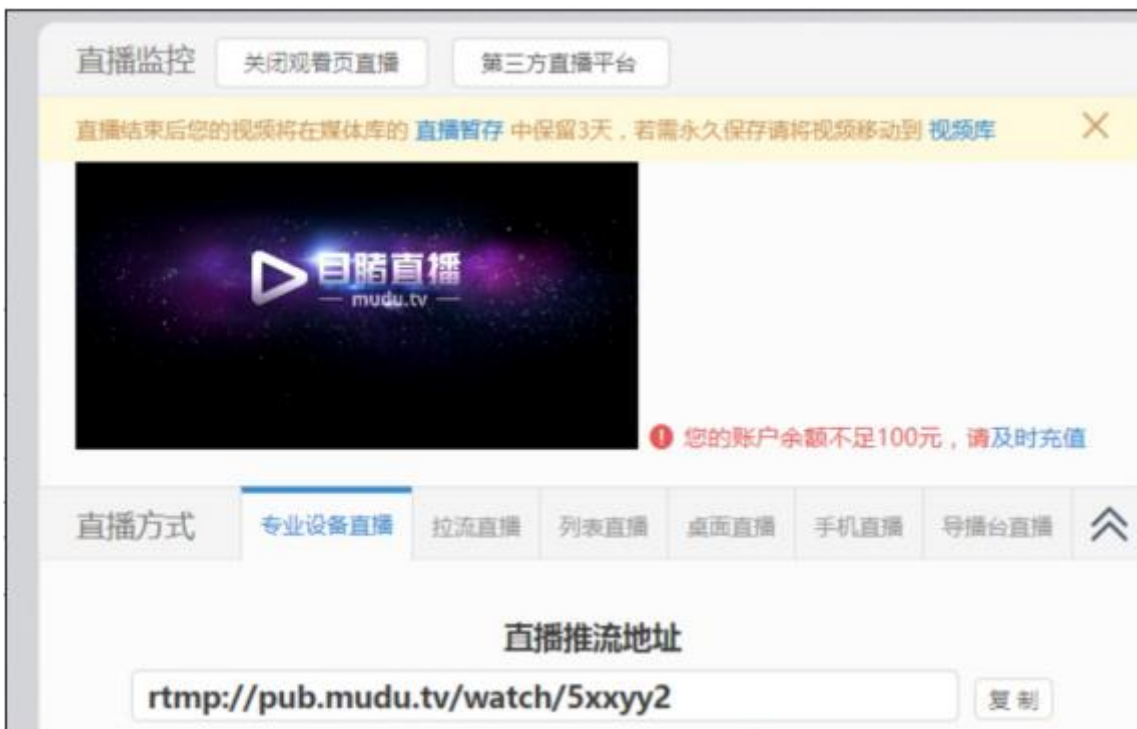 直播监控 关闭观看页直播 第三方直播平台
直播结束后您的视频将在媒体库的 直播暂存 中保留3天，若需永久保存请将视频移动到 视频库
目睹直播
mudu.tv
您的账户余额不足100元，请及时充值
直播方式 专业设备直播 拉流直播 列表直播 桌面直播 手机直播 导播台直播
直播推流地址
rtmp://pub.mudu.tv/watch/5xxyy2 复制